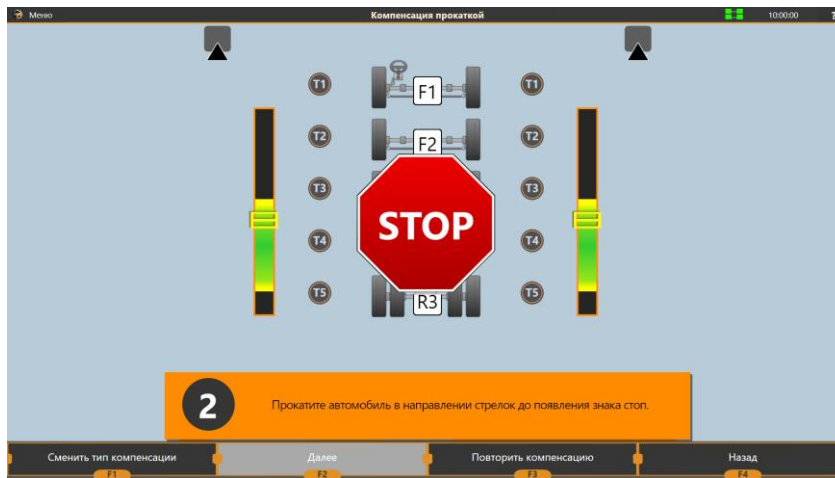 Меню
Компенсация прокаткой
10:00:00
?
T1
F1
T1
T2
F2
T2
T3
T3
STOP
T4
T4
T5
R3
T5
2
Прокатите автомобиль в направлении стрелок до появления знака стоп.
Сменить тип компенсации
Далее
Повторить компенсацию
Назад
F1
F2
F3
F4